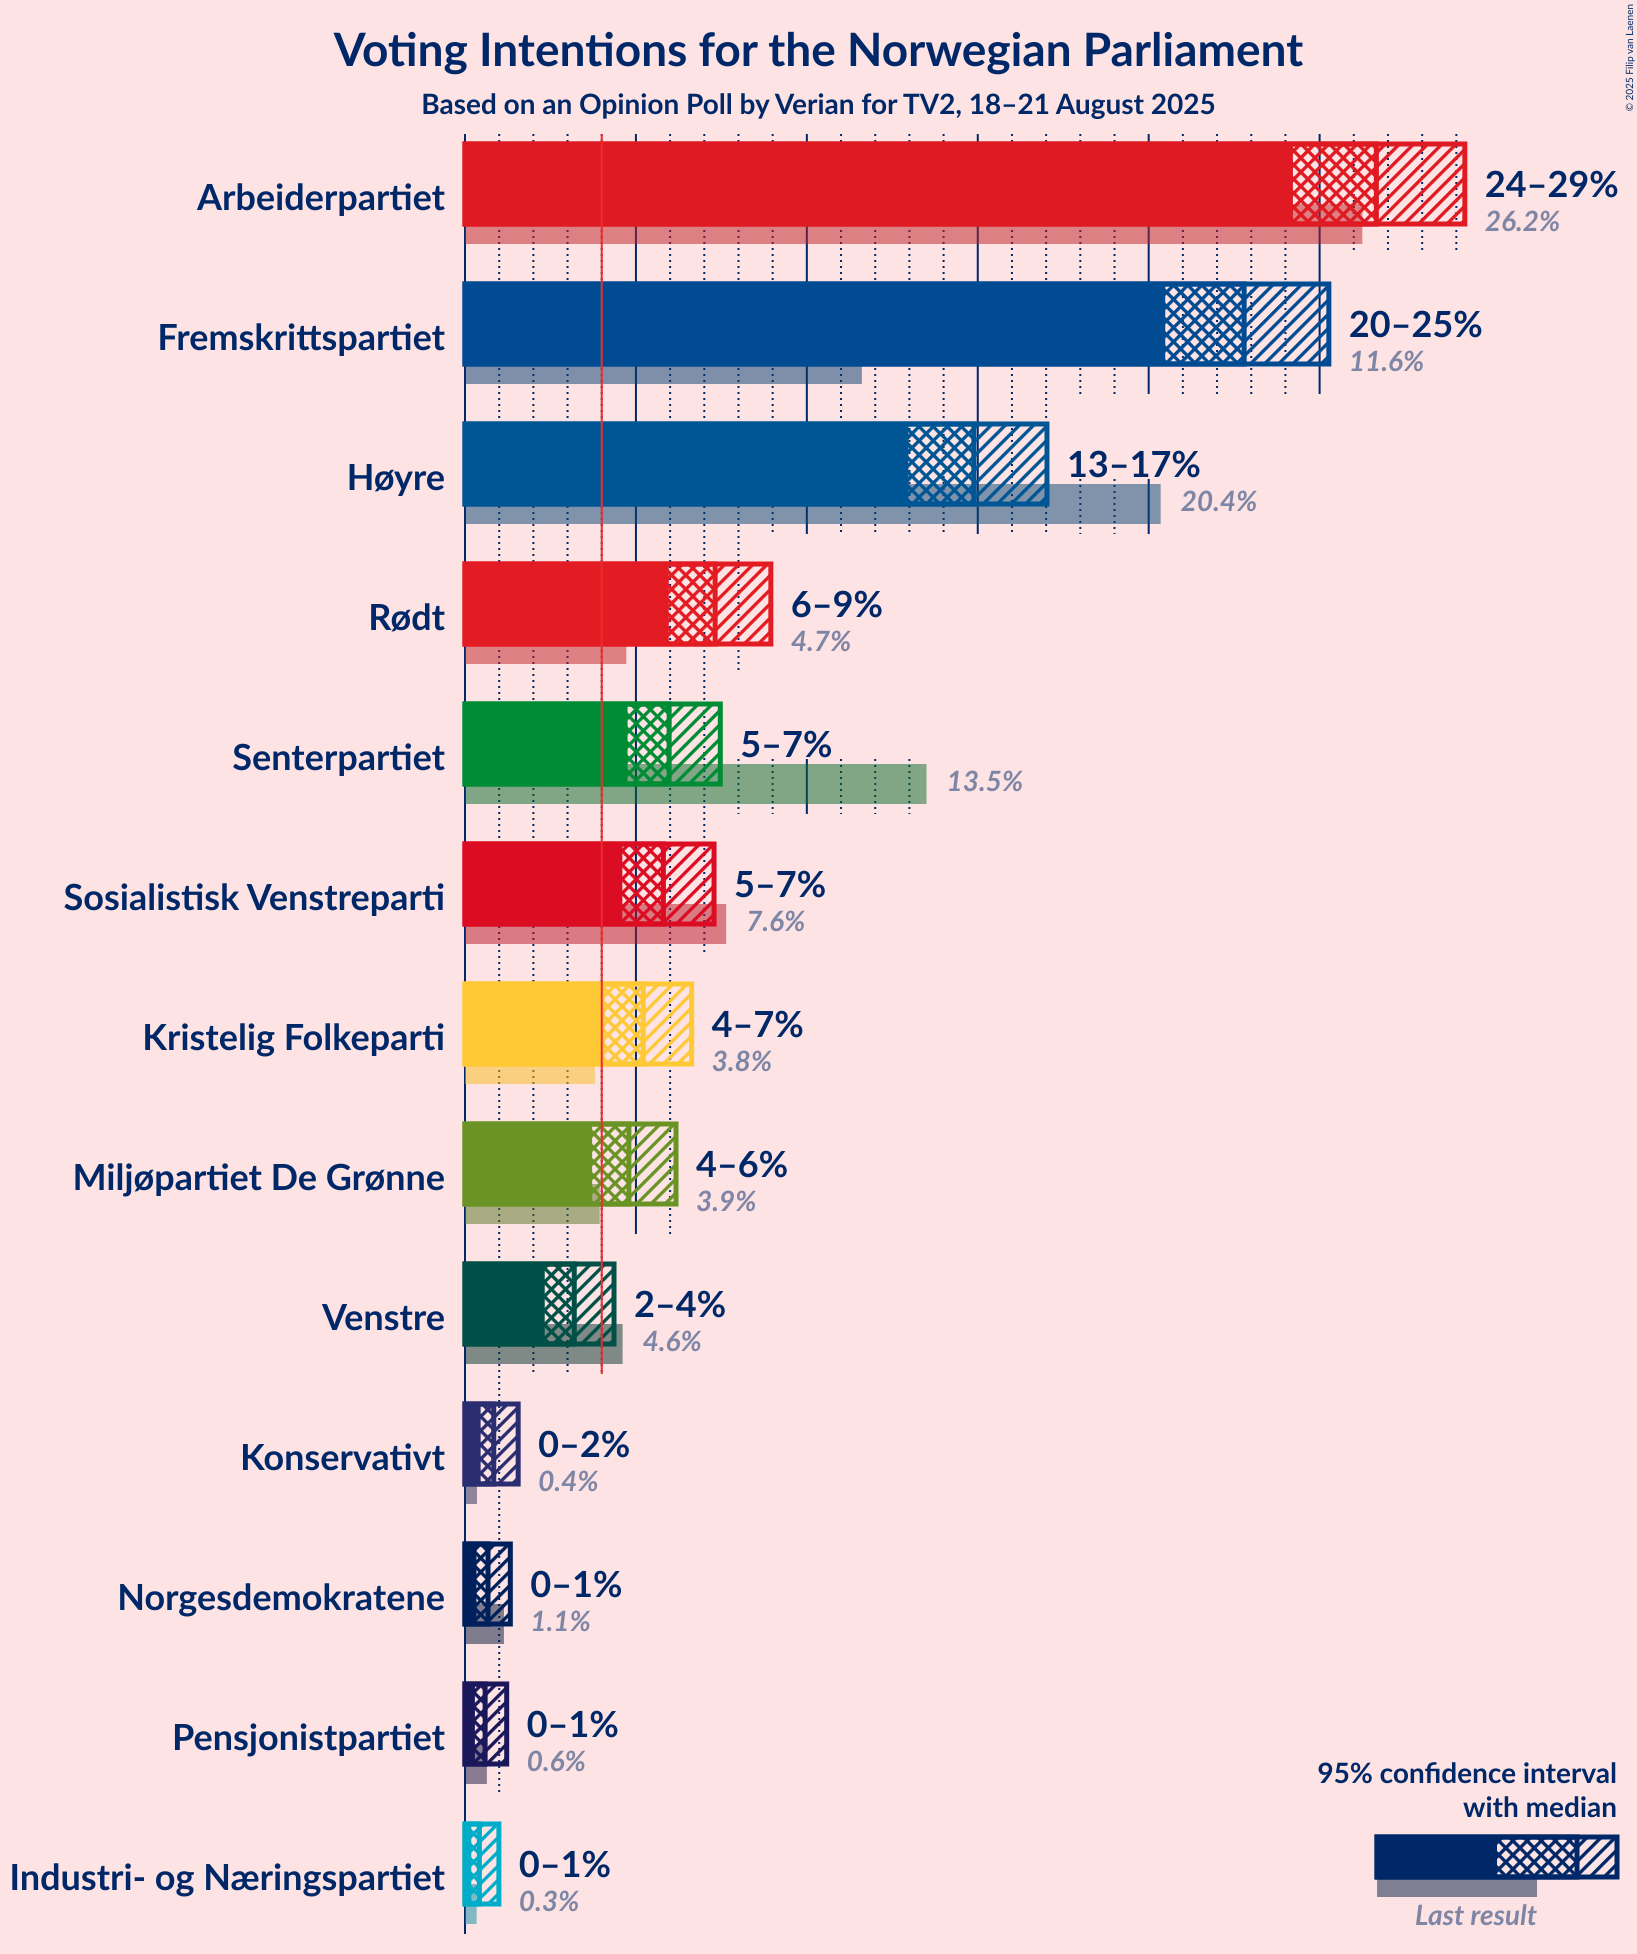 Voting Intentions for the Norwegian Parliament
Based on an Opinion Poll by Verian for TV2, 18–21 August 2025
© 2025 Filip van Laenen
Arbeiderpartiet
24–29%
26.2%
Fremskrittspartiet
20–25%
11.6%
Høyre
13–17%
20.4%
Rødt
6–9%
4.7%
Senterpartiet
5–7%
13.5%
Sosialistisk Venstreparti
5–7%
7.6%
Kristelig Folkeparti
4–7%
3.8%
Miljøpartiet De Grønne
4–6%
3.9%
Venstre
2–4%
4.6%
Konservativt
0–2%
0.4%
Norgesdemokratene
0–1%
1.1%
Pensjonistpartiet
0–1%
0.6%
Industri- og Næringspartiet
0–1%
0.3%
95% confidence interval
with median
Last result